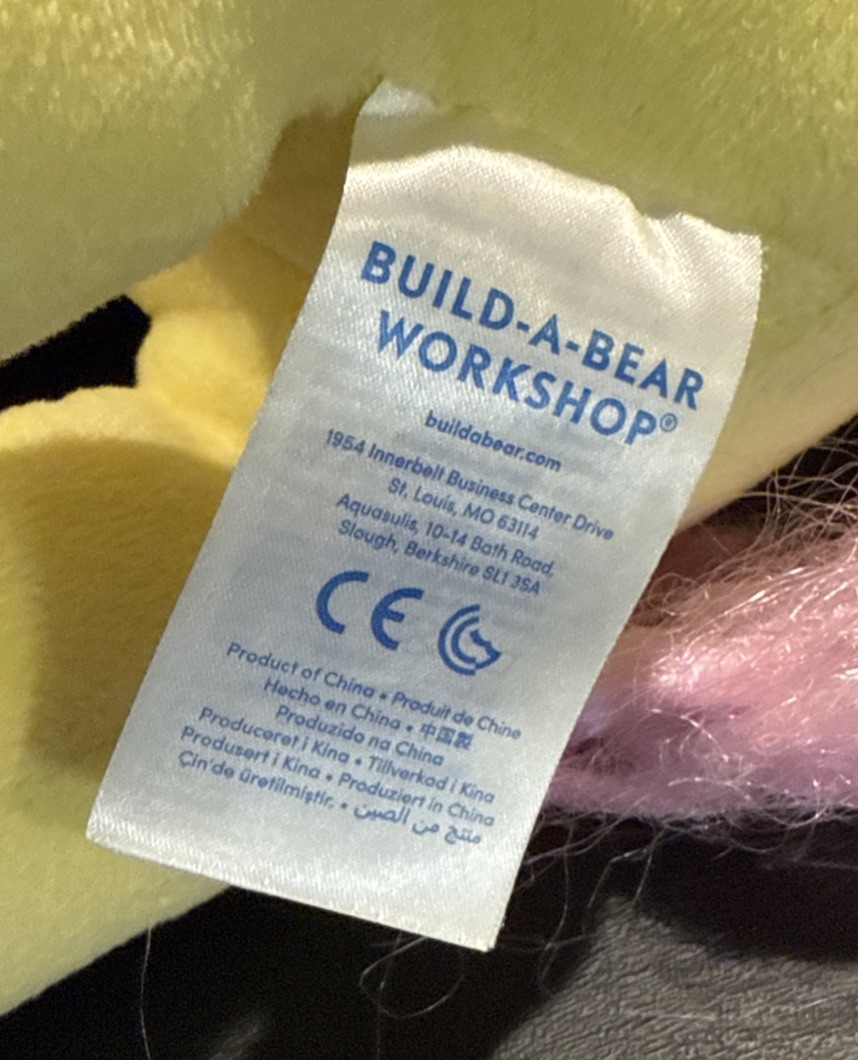 BUILD-A-BEAR
WORKSHOP®
buildabear.com
1954 Innerbelt Business Center Drive
St. Louis, MO 63114
Aquasulis, 10-14 Bath Road,
Slough, Berkshire SL1 3SA
CE
Product of China • Produit de Chine
Hecho en China • 中国製
Produzido na China
Produceret i Kina • Tillverkad i Kina
Produsert i Kina • Produziert in China
Çin'de üretilmiştir. • منتج من الصين